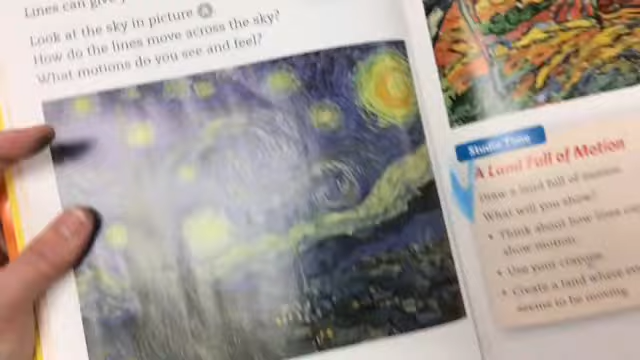 Lines can give
Look at the sky in picture A
How do the lines move across the sky?
What motions do you see and feel?
Studio Time
A Land Full of Motion
Draw a land full of motion.
What will you show?
• Think about how lines can
show motion.
• Use your crayons.
• Create a land where
seems to be moving.